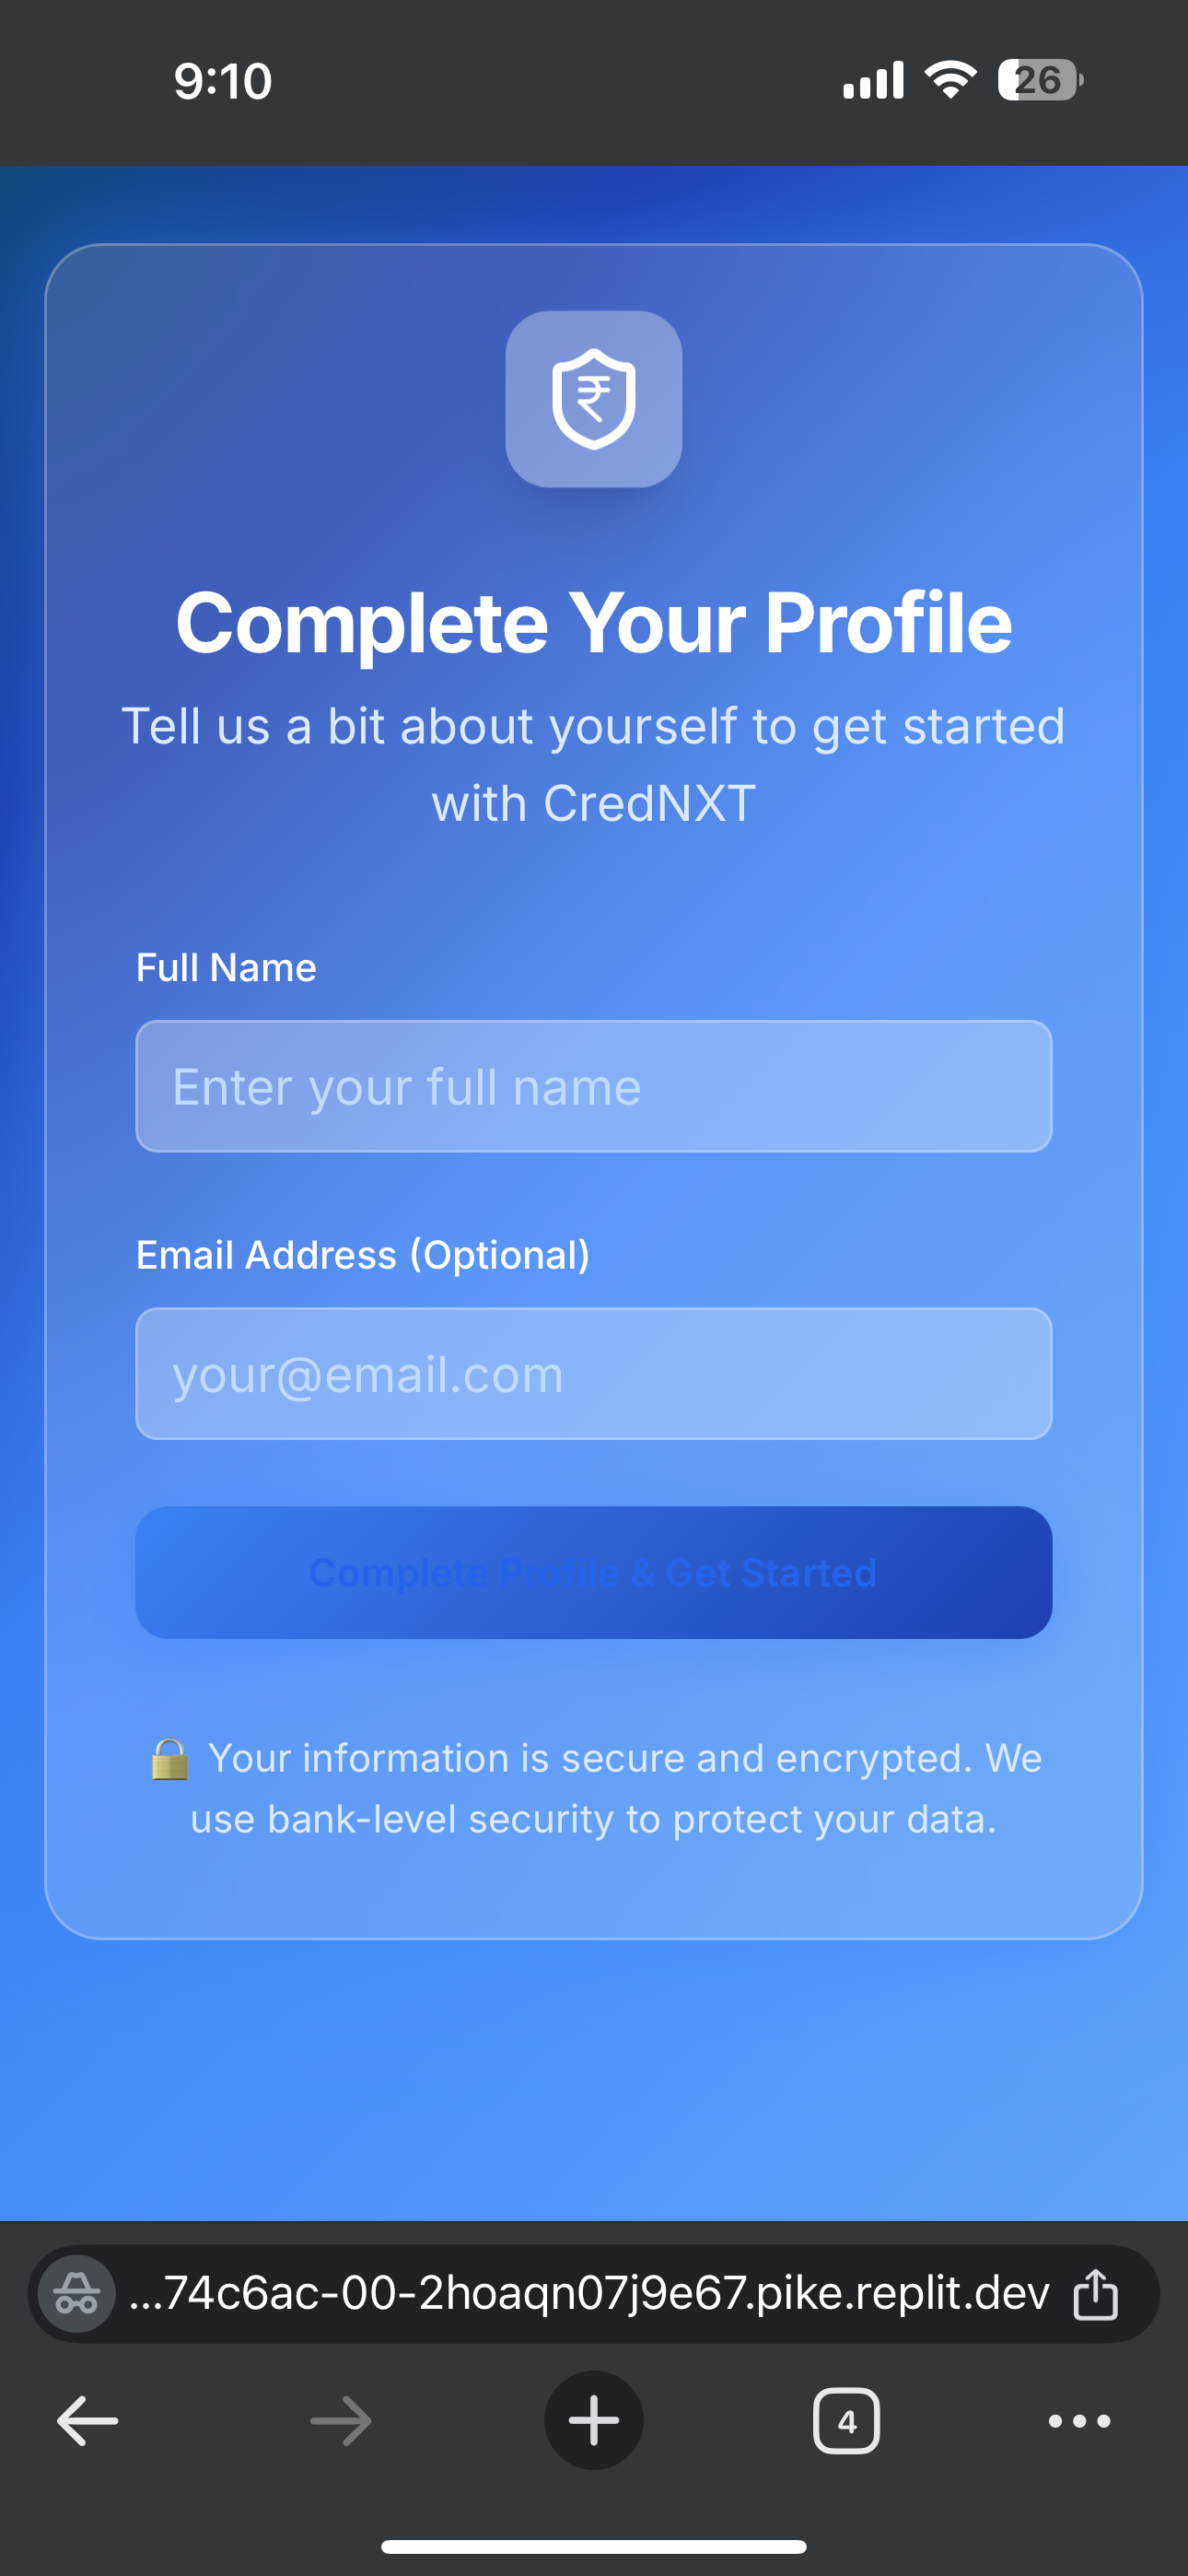 9:10
26
₹
Complete Your Profile
Tell us a bit about yourself to get started
with CredNXT
Full Name
Enter your full name
Email Address (Optional)
your@email.com
Complete Profile & Get Started
🔒 Your information is secure and encrypted. We
use bank-level security to protect your data.
...74c6ac-00-2hoaqn07j9e67.pike.replit.dev
4